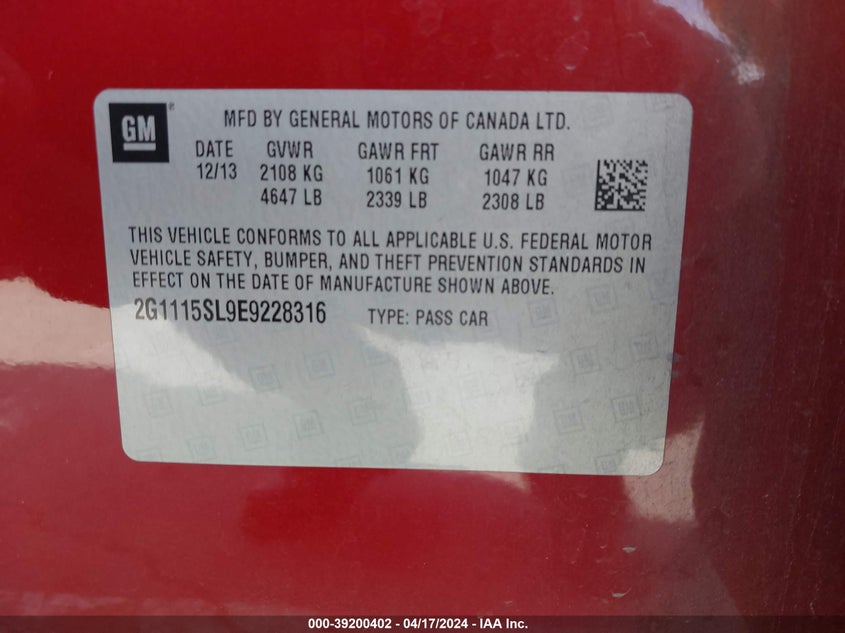 GM ®
MFD BY GENERAL MOTORS OF CANADA LTD.
DATE GVWR GAWR FRT GAWR RR
12/13 2108 KG 1061 KG 1047 KG
4647 LB 2339 LB 2308 LB
THIS VEHICLE CONFORMS TO ALL APPLICABLE U.S. FEDERAL MOTOR
VEHICLE SAFETY, BUMPER, AND THEFT PREVENTION STANDARDS IN
EFFECT ON THE DATE OF MANUFACTURE SHOWN ABOVE.
2G1115SL9E9228316 TYPE: PASS CAR
000-39200402 - 04/17/2024 - IAA Inc.